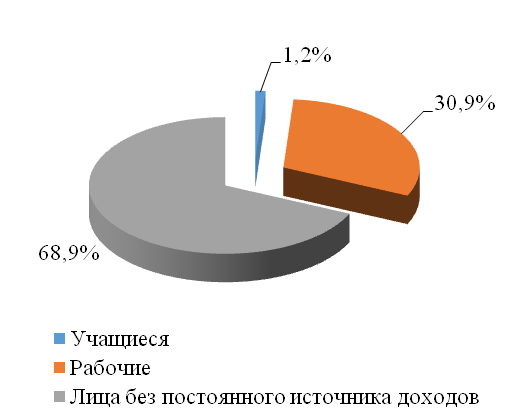 1,2%
30,9%
68,9%
Учащиеся
Рабочие
Лица без постоянного источника доходов